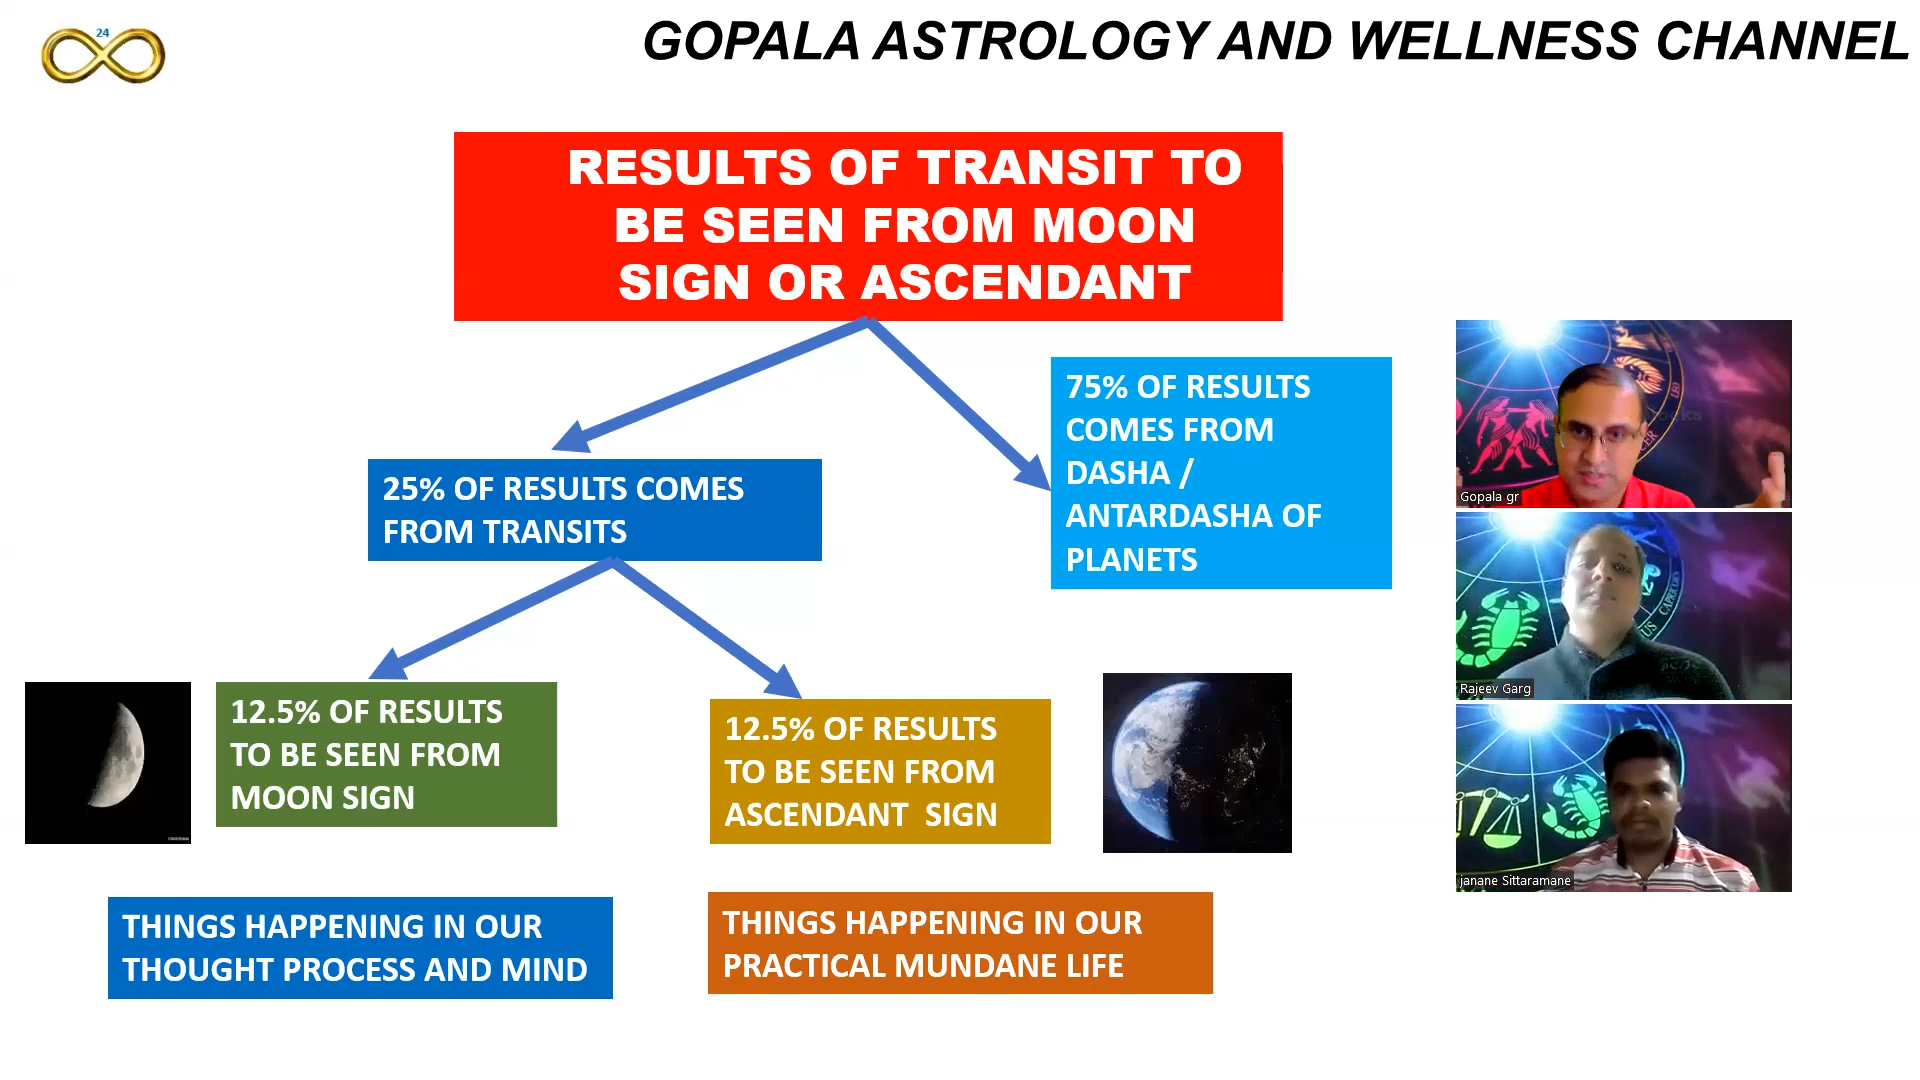 24
GOPALA ASTROLOGY AND WELLNESS CHANNEL
RESULTS OF TRANSIT TO
BE SEEN FROM MOON
SIGN OR ASCENDANT
75% OF RESULTS
COMES FROM
DASHA /
ANTARDASHA OF
PLANETS
25% OF RESULTS COMES
FROM TRANSITS
12.5% OF RESULTS
TO BE SEEN FROM
MOON SIGN
12.5% OF RESULTS
TO BE SEEN FROM
ASCENDANT  SIGN
THINGS HAPPENING IN OUR
THOUGHT PROCESS AND MIND
THINGS HAPPENING IN OUR
PRACTICAL MUNDANE LIFE
LEO
Gopala gr
CAPRICORN
Rajeev Garg
janane Sittaramane